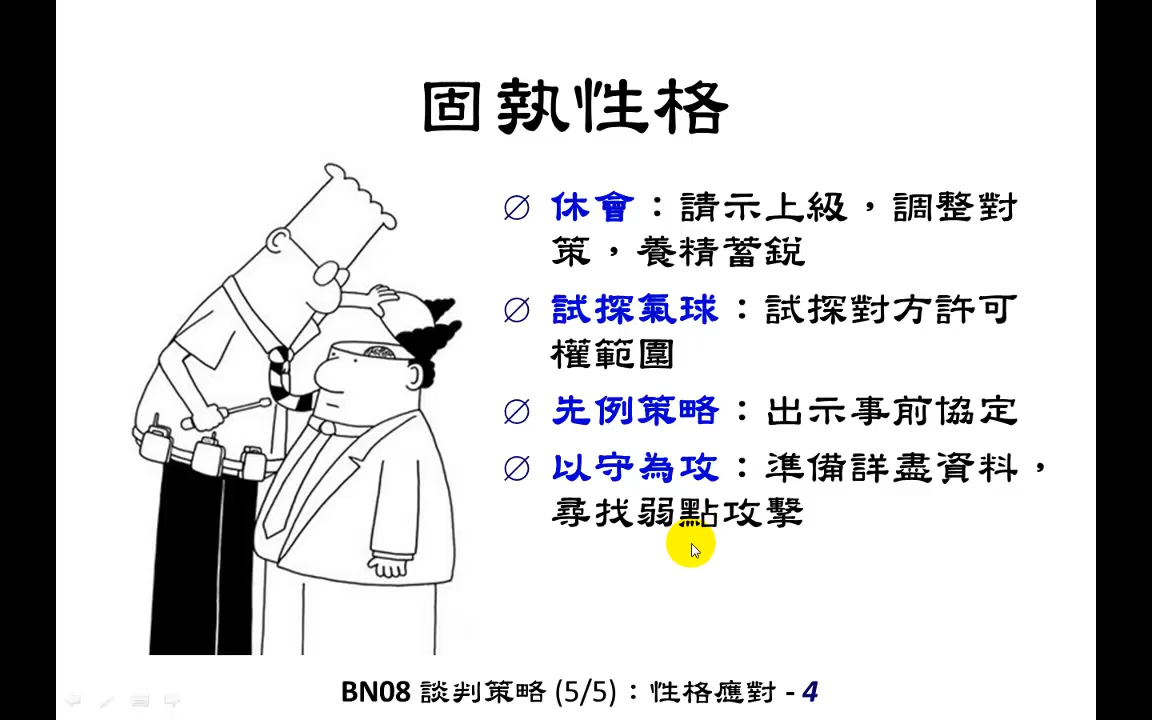 固執性格
休會：請示上級，調整對
策，養精蓄銳
試探氣球：試探對方許可
權範圍
先例策略：出示事前協定
以守為攻：準備詳盡資料，
尋找弱點攻擊
BN08 談判策略 (5/5)：性格應對 - 4